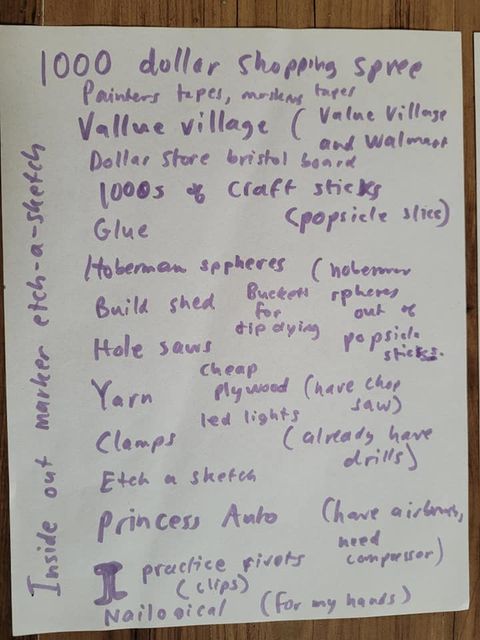 1000 dollar shopping spree
Painters tapes, masking tapes
Vallue village ( Value Village
and Walmart
Dollar Store bristol board
1000s of craft sticks
(popsicle slice)
Glue
Hoberman sppheres (hoberman
spheres
out of
popsicle
sticks.
Build shed
Buckets
for
dip dying
Hole saws
cheap
plywood (have chop
saw)
Yarn
led lights
Clamps
(already have
drills)
Etch a sketch
Princess Auto
(have airbrush,
need
compressor)
I practice rivets
(clips)
Nailogical (for my hands)
Inside out marker etch-a-sketch